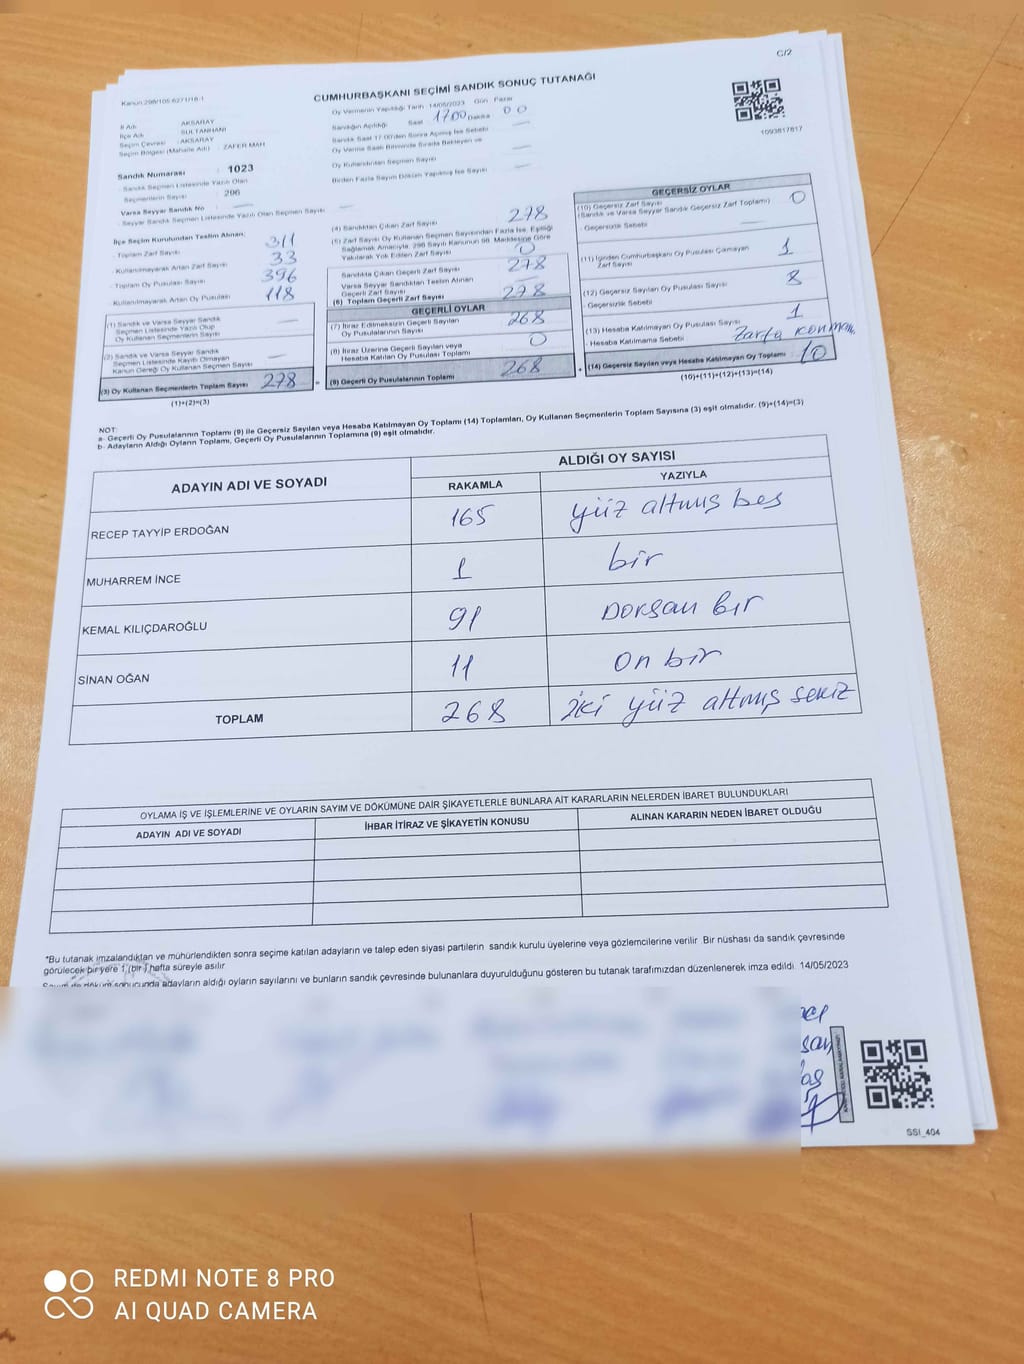 C/2
Kanun:298/105 627 U18-1
CUMHURBAŞKANI SEÇİMİ SANDIK SONUÇ TUTANAĞI
İl Adı : AKSARAY
İlçe Adı : SULTANHANI
Seçim Çevresi : AKSARAY
Seçim Bölgesi (Mahalle Adı) : ZAFER MAH
Sandık Numarası 1023
Sandık Seçmen Listesinde Yazılı Olan
Seçmenlerin Sayısı 296
Varsa Seyyar Sandık No
Seyyar Sandık Seçmen Listesinde Yazılı Olan Seçmen Sayısı
Oy Vermenin Yapıldığı Tarih 14/05/2023 Gün Pazar
Sandığın Açıldığı Saat 17 00 Dakika 00
Sandık Saat 17.00'den Sonra Açılmış İse Sebebi
Oy Verme Saati Bitiminde Sırada Bekleyen ve
Oy Kullandırılan Seçmen Sayısı
Birden Fazla Sayım Döküm Yapılmış İse Sayısı
1093817817
İlçe Seçim Kurulundan Teslim Alınan;
Toplam Zarf Sayısı 311
Kullanılmayarak Artan Zarf Sayısı 33
Toplam Oy Pusulası Sayısı 396
Kullanılmayarak Artan Oy Pusulası 118
(1) Sandık ve Varsa Seyyar Sandık
Seçmen Listesinde Yazılı Olup
Oy Kullanan Seçmenlerin Sayısı
(2) Sandık ve Varsa Seyyar Sandık
Seçmen Listesinde Kayıtlı Olmayan
Kanun Gereği Oy Kullanan Seçmen Sayısı
(3) Oy Kullanan Seçmenlerin Toplam Sayısı 278
(1)+(2)=(3)
(4) Sandıktan Çıkan Zarf Sayısı 278
(5) Zarf Sayısı Oy Kullanan Seçmen Sayısından Fazla İse, Eşitliği
Sağlamak Amacıyla, 298 Sayılı Kanunun 98. Maddesine Göre
Yakılarak Yok Edilen Zarf Sayısı 0
Sandıkta Çıkan Geçerli Zarf Sayısı 278
Varsa Seyyar Sandıktan Teslim Alınan
Geçerli Zarf Sayısı
(6) Toplam Geçerli Zarf Sayısı 278
GEÇERLİ OYLAR
(7) İtiraz Edilmeksizin Geçerli Sayılan
Oy Pusulalarının Sayısı 268
(8) İtiraz Üzerine Geçerli Sayılan veya
Hesaba Katılan Oy Pusulası Toplamı 0
(9) Geçerli Oy Pusulalarının Toplamı 268
GEÇERSİZ OYLAR
(10) Geçersiz Zarf Sayısı
(Sandık ve Varsa Seyyar Sandık Geçersiz Zarf Toplamı) 0
Geçersizlik Sebebi
(11) İçinden Cumhurbaşkanı Oy Pusulası Çıkmayan
Zarf Sayısı 1
(12) Geçersiz Sayılan Oy Pusulası Sayısı 8
Geçersizlik Sebebi
(13) Hesaba Katılmayan Oy Pusulası Sayısı 1
Hesaba Katılmama Sebebi Zarfa konmam.
(14) Geçersiz Sayılan veya Hesaba Katılmayan Oy Toplamı 10
(10)+(11)+(12)+(13)=(14)
NOT:
a- Geçerli Oy Pusulalarının Toplamı (9) ile Geçersiz Sayılan veya Hesaba Katılmayan Oy Toplamı (14) Toplamları, Oy Kullanan Seçmenlerin Toplam Sayısına (3) eşit olmalıdır. (9)+(14)=(3)
b- Adayların Aldığı Oyların Toplamı, Geçerli Oy Pusulalarının Toplamına (9) eşit olmalıdır.
ADAYIN ADI VE SOYADI
ALDIĞI OY SAYISI
RAKAMLA YAZIYLA
RECEP TAYYİP ERDOĞAN 165 yüz altmış beş
MUHARREM İNCE 1 bir
KEMAL KILIÇDAROĞLU 91 Dorsan bir
SİNAN OĞAN 11 On bir
TOPLAM 268 iki yüz altmış sekiz
OYLAMA İŞ VE İŞLEMLERİNE VE OYLARIN SAYIM VE DÖKÜMÜNE DAİR ŞİKAYETLERLE BUNLARA AİT KARARLARIN NELERDEN İBARET BULUNDUKLARI
ADAYIN ADI VE SOYADI İHBAR İTİRAZ VE ŞİKAYETİN KONUSU ALINAN KARARIN NEDEN İBARET OLDUĞU
*Bu tutanak imzalandıktan ve mühürlendikten sonra seçime katılan adayların ve talep eden siyasi partilerin sandık kurulu üyelerine veya gözlemcilerine verilir. Bir nüshası da sandık çevresinde
görülecek bir yere 1 (bir) hafta süreyle asılır
Sayım ve döküm sonucunda adayların aldığı oyların sayılarını ve bunların sandık çevresinde bulunanlara duyurulduğunu gösteren bu tutanak tarafımızdan düzenlenerek imza edildi. 14/05/2023
SSI_404
REDMI NOTE 8 PRO
AI QUAD CAMERA